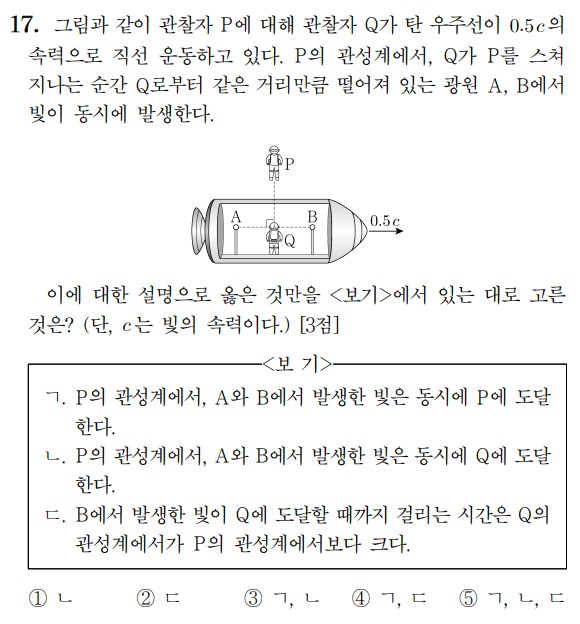 17. 그림과 같이 관찰자 P에 대해 관찰자 Q가 탄 우주선이 0.5c의
속력으로 직선 운동하고 있다. P의 관성계에서, Q가 P를 스쳐
지나는 순간 Q로부터 같은 거리만큼 떨어져 있는 광원 A, B에서
빛이 동시에 발생한다.
P
A
B
Q
0.5c
이에 대한 설명으로 옳은 것만을 <보기>에서 있는 대로 고른
것은? (단, c는 빛의 속력이다.) [3점]
<보 기>
ㄱ. P의 관성계에서, A와 B에서 발생한 빛은 동시에 P에 도달
한다.
ㄴ. P의 관성계에서, A와 B에서 발생한 빛은 동시에 Q에 도달
한다.
ㄷ. B에서 발생한 빛이 Q에 도달할 때까지 걸리는 시간은 Q의
관성계에서가 P의 관성계에서보다 크다.
① ㄴ ② ㄷ ③ ㄱ, ㄴ ④ ㄱ, ㄷ ⑤ ㄱ, ㄴ, ㄷ